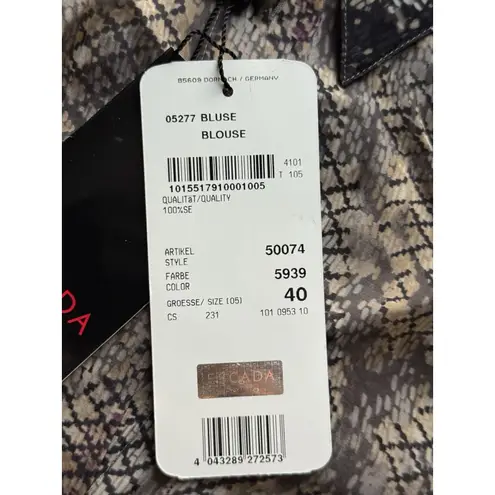 85609 DORNACH / GERMANY
05277 BLUSE
BLOUSE
4101
T 105
1015517910001005
QUALITäT/QUALITY
100%SE
ARTIKEL 50074
STYLE
FARBE 5939
COLOR
GROESSE/ SIZE (05) 40
CS 231 101 0953 10
ESCADA
4 043289 272573
DA